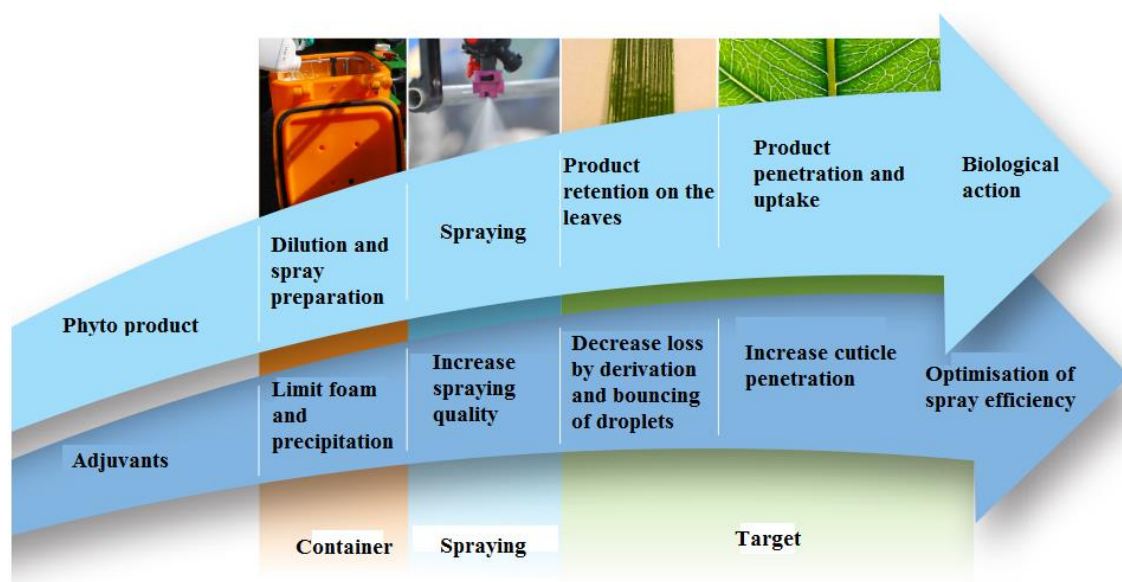 Phyto product
Dilution and
spray
preparation
Spraying
Product
retention on the
leaves
Product
penetration and
uptake
Biological
action
Adjuvants
Limit foam
and
precipitation
Increase
spraying
quality
Decrease loss
by derivation
and bouncing
of droplets
Increase cuticle
penetration
Optimisation of
spray efficiency
Container
Spraying
Target